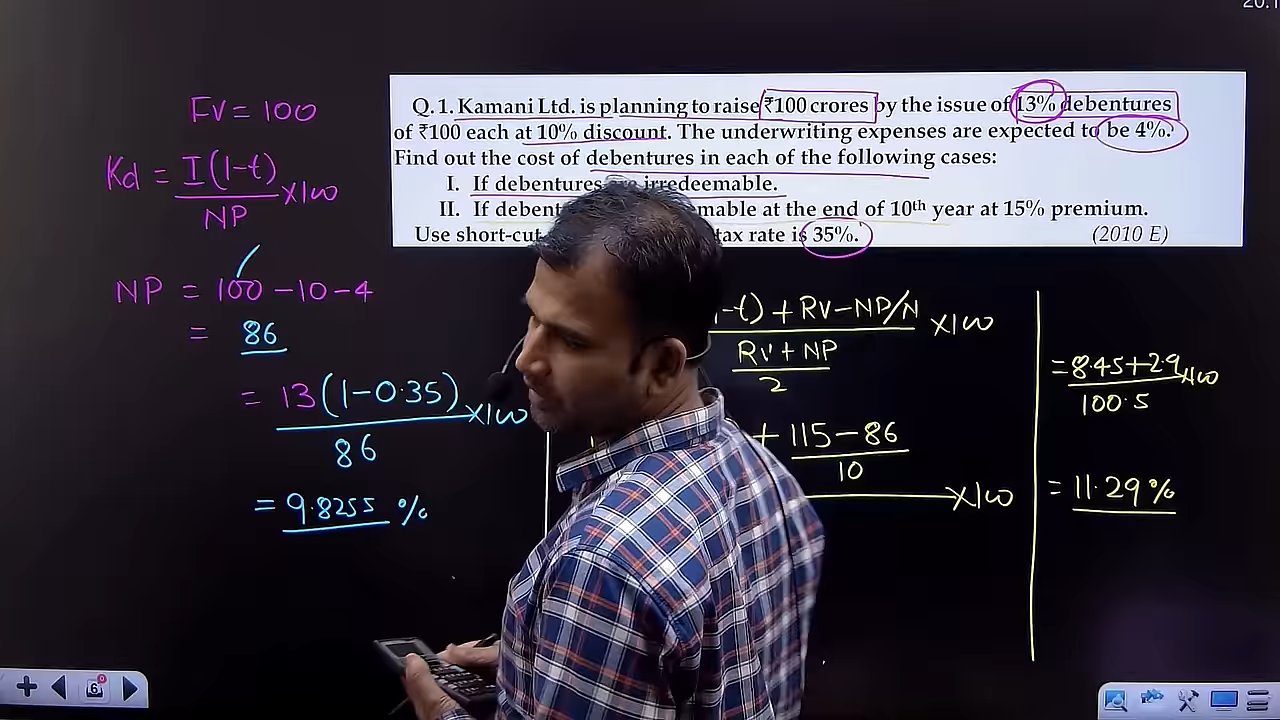 20.1
Q.1. Kamani Ltd. is planning to raise ₹100 crores by the issue of 13% debentures
of ₹100 each at 10% discount. The underwriting expenses are expected to be 4%.
Find out the cost of debentures in each of the following cases:
I. If debentures irredeemable.
II. If debent mable at the end of 10th year at 15% premium.
Use short-cut tax rate is 35%. (2010 E)
FV = 100
Kd = I(1-t)
NP
×100
NP = 100 -10 -4
= 86
= 13(1-0.35)
86
×100
= 9.8255 %
-t) + RV-NP/N
RV + NP
2
×100
+ 115-86
10
×100
= 8.45+2.9
100.5
×100
= 11.29%
6
0